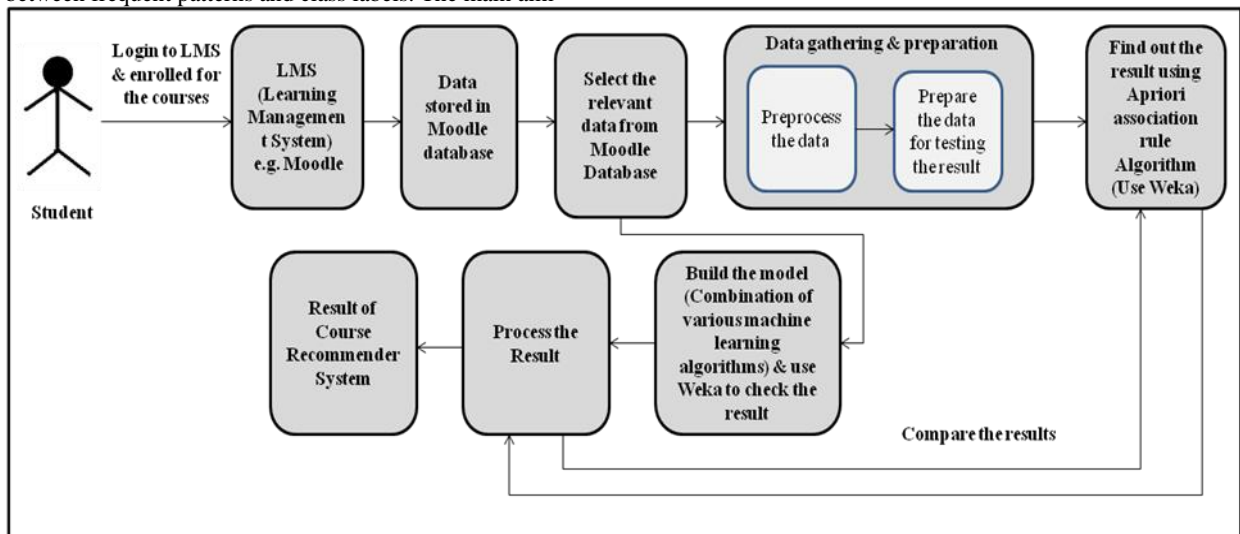 between frequent patterns and class labels. The main aim
Login to LMS
& enrolled for
the courses
Student
LMS
(Learning
Managemen
t System)
e.g. Moodle
Data
stored in
Moodle
database
Select the
relevant
data from
Moodle
Database
Data gathering & preparation
Preprocess
the data
Prepare
the data
for testing
the result
Find out the
result using
Apriori
association
rule
Algorithm
(Use Weka)
Build the model
(Combination of
various machine
learning
algorithms) & use
Weka to check the
result
Process the
Result
Result of
Course
Recommender
System
Compare the results